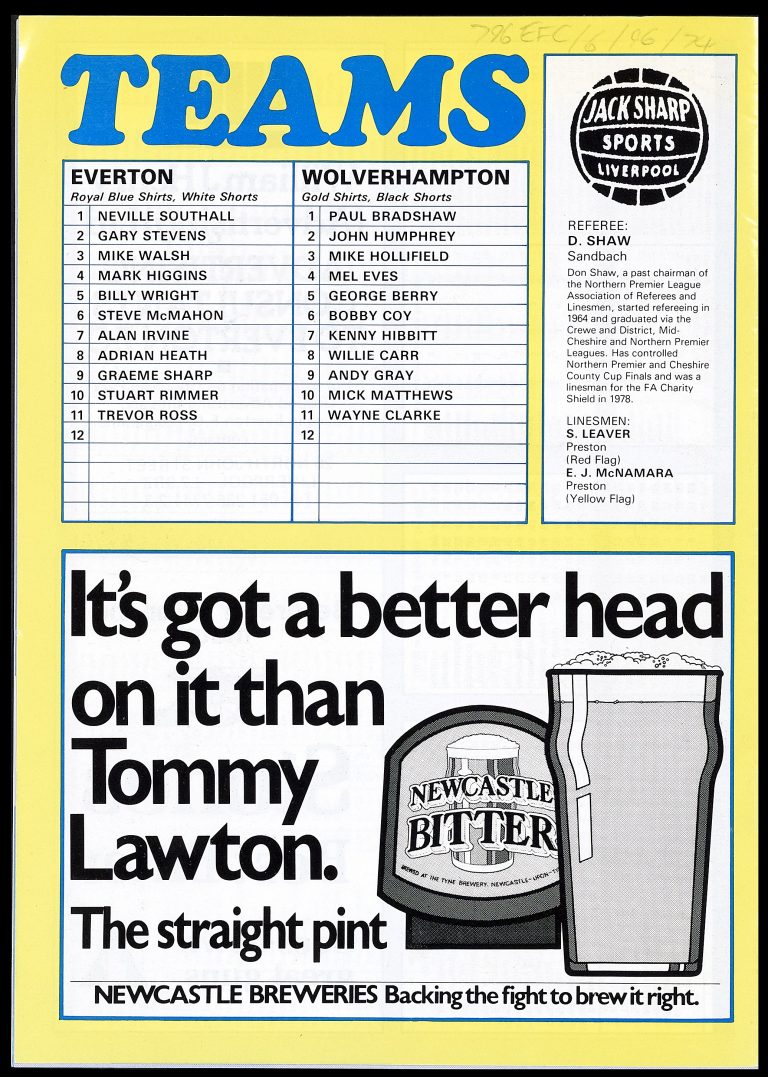 796 EFC/6/46/74
TEAMS
EVERTON
Royal Blue Shirts, White Shorts
1 NEVILLE SOUTHALL
2 GARY STEVENS
3 MIKE WALSH
4 MARK HIGGINS
5 BILLY WRIGHT
6 STEVE McMAHON
7 ALAN IRVINE
8 ADRIAN HEATH
9 GRAEME SHARP
10 STUART RIMMER
11 TREVOR ROSS
12
WOLVERHAMPTON
Gold Shirts, Black Shorts
1 PAUL BRADSHAW
2 JOHN HUMPHREY
3 MIKE HOLLIFIELD
4 MEL EVES
5 GEORGE BERRY
6 BOBBY COY
7 KENNY HIBBITT
8 WILLIE CARR
9 ANDY GRAY
10 MICK MATTHEWS
11 WAYNE CLARKE
12
JACK SHARP
SPORTS
LIVERPOOL
REFEREE:
D. SHAW
Sandbach
Don Shaw, a past chairman of
the Northern Premier League
Association of Referees and
Linesmen, started refereeing in
1964 and graduated via the
Crewe and District, Mid-
Cheshire and Northern Premier
Leagues. Has controlled
Northern Premier and Cheshire
County Cup Finals and was a
linesman for the FA Charity
Shield in 1978.
LINESMEN:
S. LEAVER
Preston
(Red Flag)
E. J. McNAMARA
Preston
(Yellow Flag)
It's got a better head
on it than
Tommy
Lawton.
The straight pint
NEWCASTLE
BITTER
BREWED AT THE TYNE BREWERY, NEWCASTLE-UPON-
NEWCASTLE BREWERIES Backing the fight to brew it right.